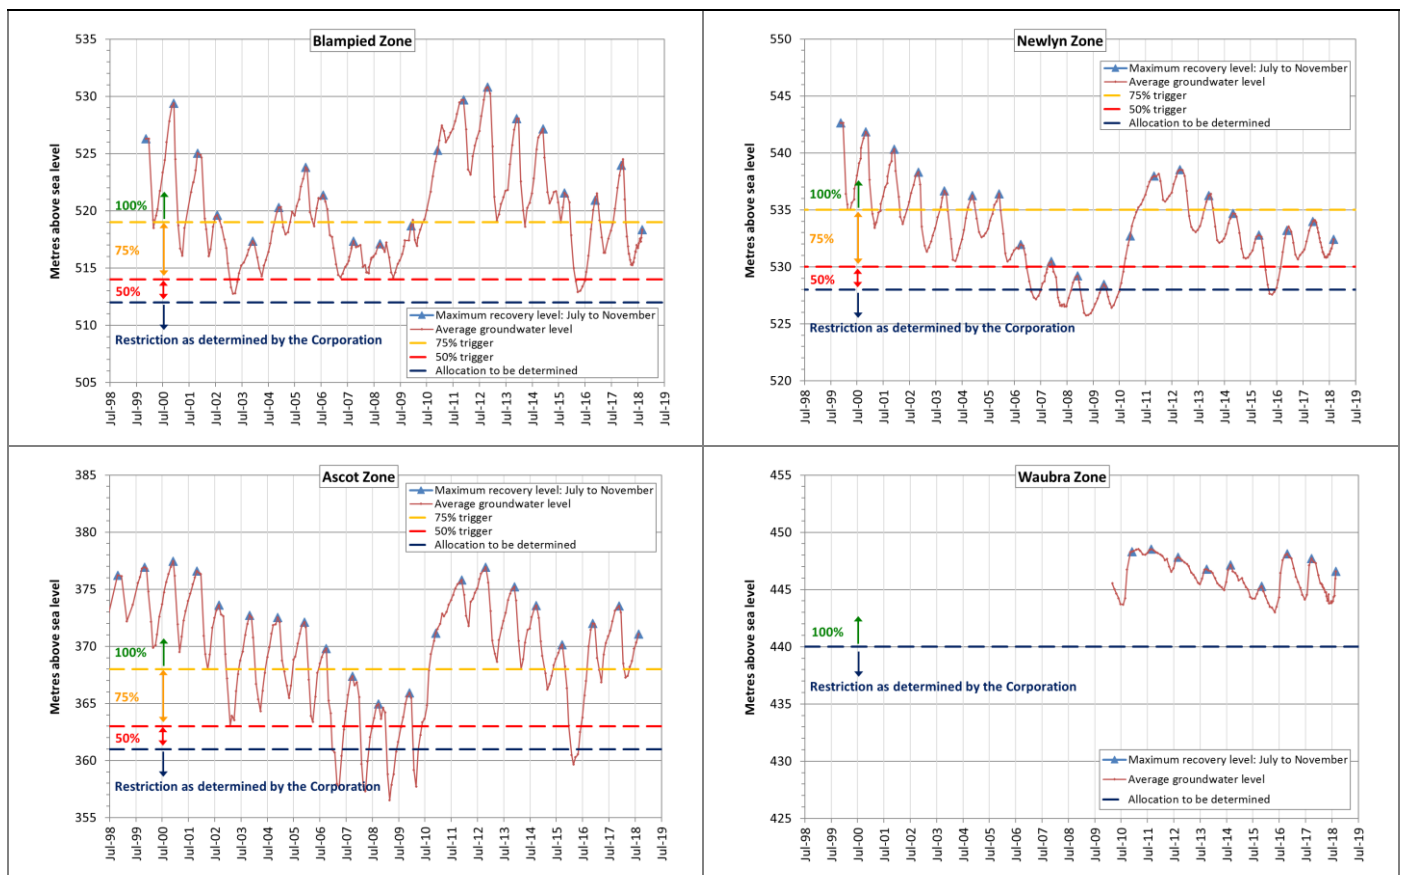 Blampied Zone
Metres above sea level
535
530
525
520
515
510
505
100%
75%
50%
Restriction as determined by the Corporation
Maximum recovery level: July to November
Average groundwater level
75% trigger
50% trigger
Allocation to be determined
Jul-98
Jul-99
Jul-00
Jul-01
Jul-02
Jul-03
Jul-04
Jul-05
Jul-06
Jul-07
Jul-08
Jul-09
Jul-10
Jul-11
Jul-12
Jul-13
Jul-14
Jul-15
Jul-16
Jul-17
Jul-18
Jul-19
Newlyn Zone
Metres above sea level
550
545
540
535
530
525
520
Maximum recovery level: July to November
Average groundwater level
75% trigger
50% trigger
Allocation to be determined
100%
75%
50%
Restriction as determined by the Corporation
Jul-98
Jul-99
Jul-00
Jul-01
Jul-02
Jul-03
Jul-04
Jul-05
Jul-06
Jul-07
Jul-08
Jul-09
Jul-10
Jul-11
Jul-12
Jul-13
Jul-14
Jul-15
Jul-16
Jul-17
Jul-18
Jul-19
Ascot Zone
Metres above sea level
385
380
375
370
365
360
355
Maximum recovery level: July to November
Average groundwater level
75% trigger
50% trigger
Allocation to be determined
100%
75%
50%
Restriction as determined by the Corporation
Jul-98
Jul-99
Jul-00
Jul-01
Jul-02
Jul-03
Jul-04
Jul-05
Jul-06
Jul-07
Jul-08
Jul-09
Jul-10
Jul-11
Jul-12
Jul-13
Jul-14
Jul-15
Jul-16
Jul-17
Jul-18
Jul-19
Waubra Zone
Metres above sea level
455
450
445
440
435
430
425
100%
Restriction as determined by the Corporation
Maximum recovery level: July to November
Average groundwater level
Allocation to be determined
Jul-98
Jul-99
Jul-00
Jul-01
Jul-02
Jul-03
Jul-04
Jul-05
Jul-06
Jul-07
Jul-08
Jul-09
Jul-10
Jul-11
Jul-12
Jul-13
Jul-14
Jul-15
Jul-16
Jul-17
Jul-18
Jul-19